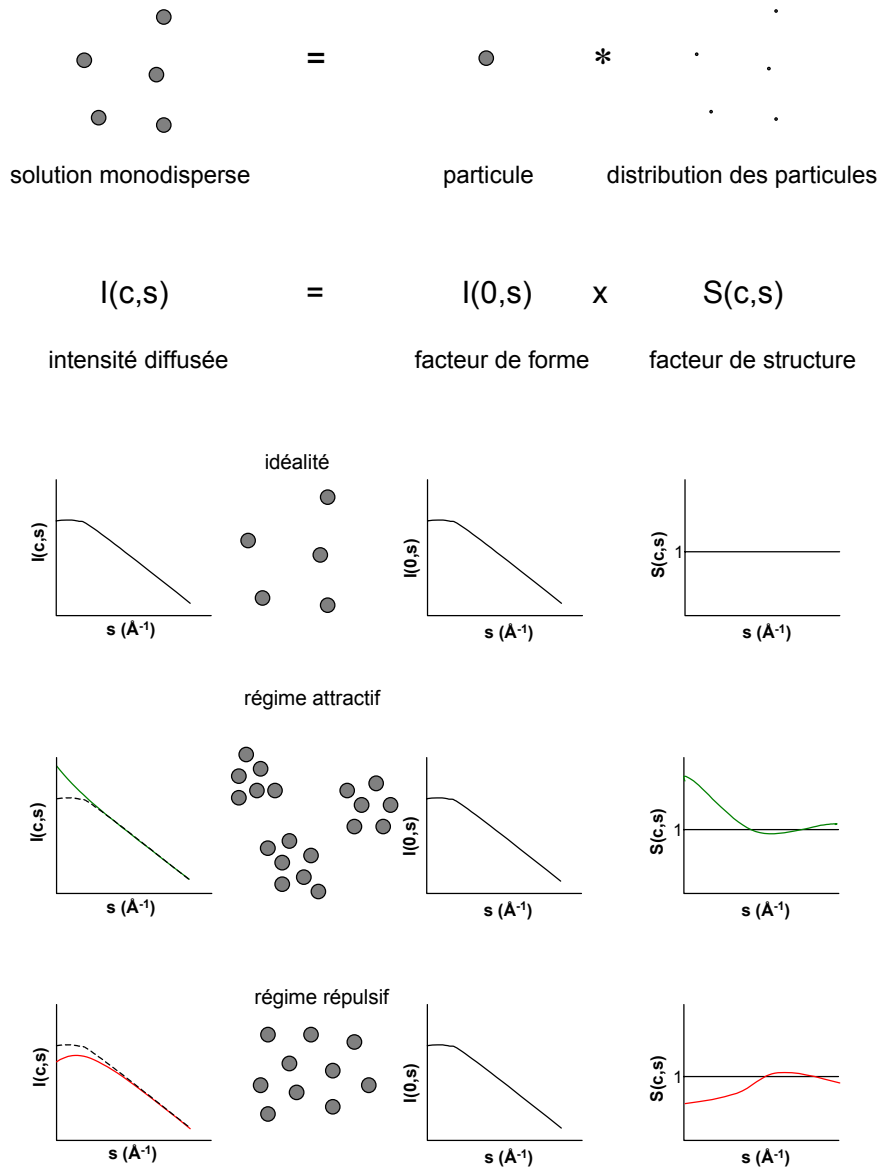 = *
solution monodisperse particule distribution des particules
I(c,s) = I(0,s) x S(c,s)
intensité diffusée facteur de forme facteur de structure
idéalité
I(c,s)
s (Å-1)
I(0,s)
s (Å-1)
S(c,s)
1
s (Å-1)
régime attractif
I(c,s)
s (Å-1)
I(0,s)
s (Å-1)
S(c,s)
1
s (Å-1)
régime répulsif
I(c,s)
s (Å-1)
I(0,s)
s (Å-1)
S(c,s)
1
s (Å-1)